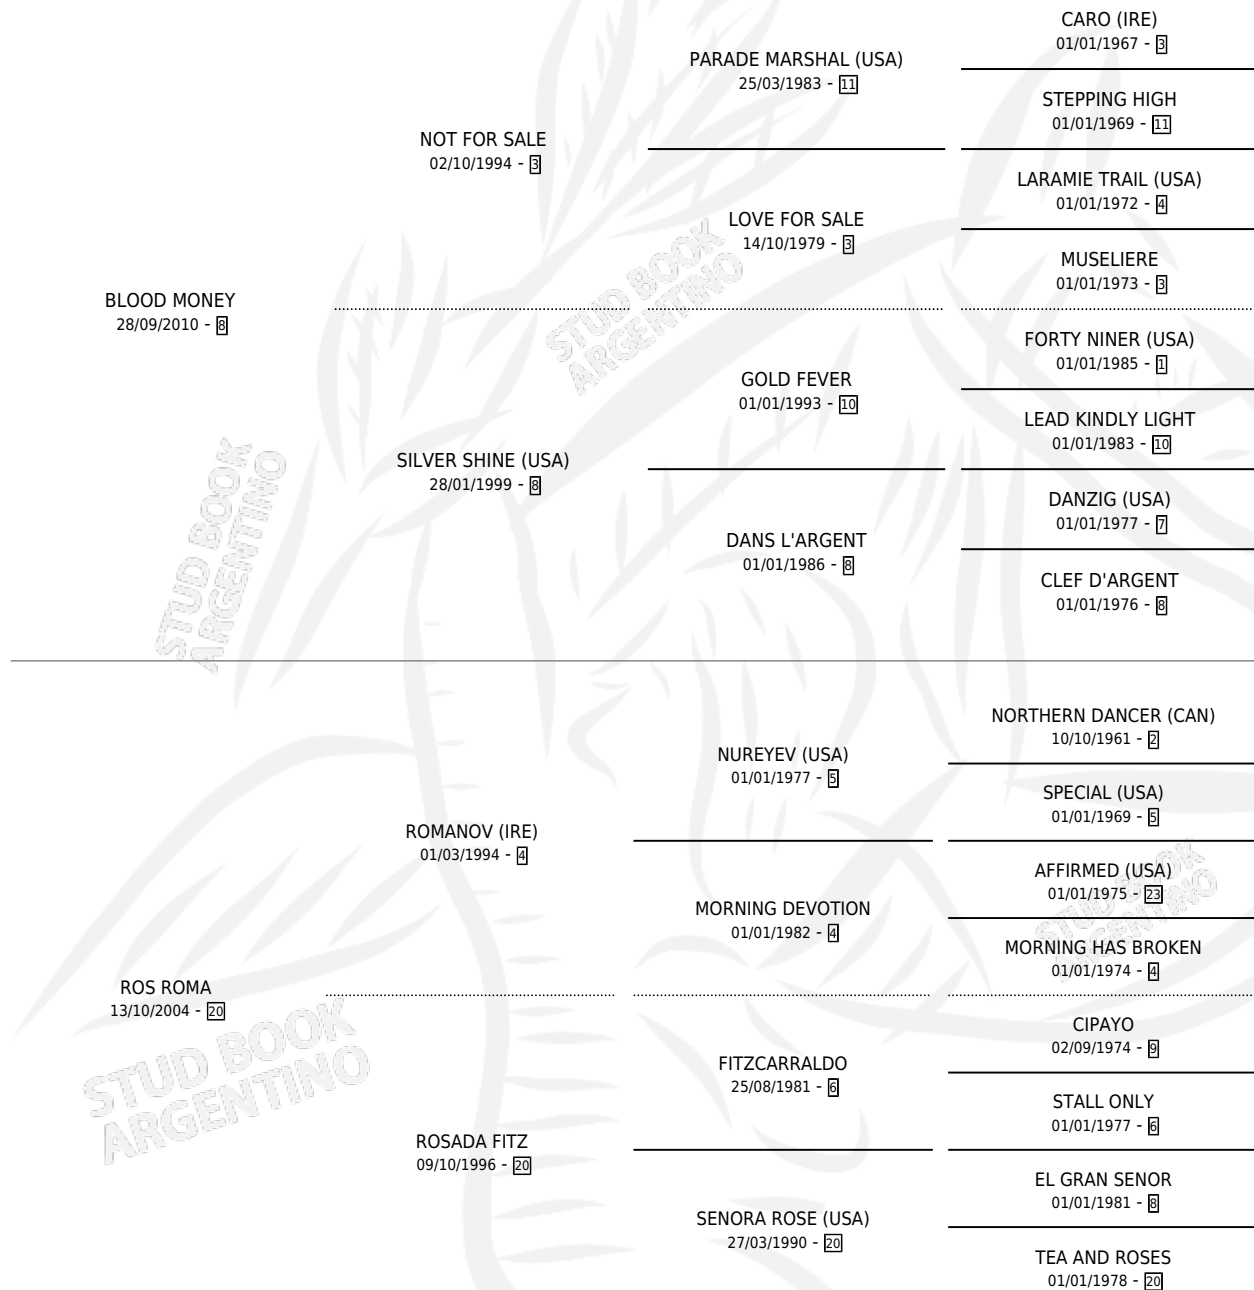 CARO (IRE)
01/01/1967 - 3
PARADE MARSHAL (USA)
25/03/1983 - 11
STEPPING HIGH
01/01/1969 - 11
NOT FOR SALE
02/10/1994 - 3
LARAMIE TRAIL (USA)
01/01/1972 - 4
LOVE FOR SALE
14/10/1979 - 3
MUSELIERE
01/01/1973 - 3
BLOOD MONEY
28/09/2010 - 8
FORTY NINER (USA)
01/01/1985 - 1
GOLD FEVER
01/01/1993 - 10
LEAD KINDLY LIGHT
01/01/1983 - 10
SILVER SHINE (USA)
28/01/1999 - 8
DANZIG (USA)
01/01/1977 - 7
DANS L'ARGENT
01/01/1986 - 8
CLEF D'ARGENT
01/01/1976 - 8
NORTHERN DANCER (CAN)
10/10/1961 - 2
NUREYEV (USA)
01/01/1977 - 5
SPECIAL (USA)
01/01/1969 - 5
ROMANOV (IRE)
01/03/1994 - 4
AFFIRMED (USA)
01/01/1975 - 23
MORNING DEVOTION
01/01/1982 - 4
MORNING HAS BROKEN
01/01/1974 - 4
ROS ROMA
13/10/2004 - 20
CIPAYO
02/09/1974 - 9
FITZCARRALDO
25/08/1981 - 6
STALL ONLY
01/01/1977 - 6
ROSADA FITZ
09/10/1996 - 20
EL GRAN SENOR
01/01/1981 - 8
SENORA ROSE (USA)
27/03/1990 - 20
TEA AND ROSES
01/01/1978 - 20
STUD BOOK
ARGENTINO
STUD BOOK
ARGENTINO
STUD BOOK
ARGENTINO
STUD BOOK
ARGENTINO